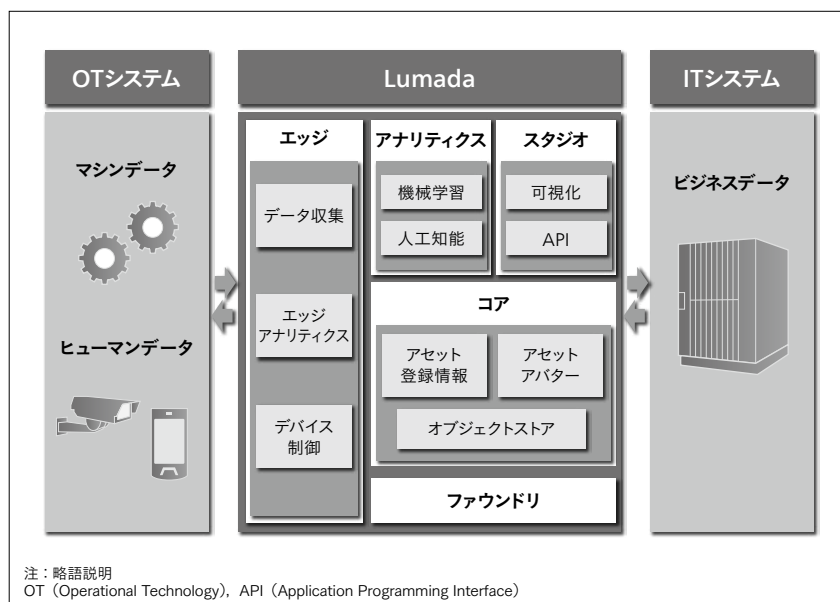 OTシステム
Lumada
ITシステム
マシンデータ
ヒューマンデータ
エッジ
データ収集
エッジ
アナリティクス
デバイス
制御
アナリティクス
機械学習
人工知能
スタジオ
可視化
API
コア
アセット
登録情報
アセット
アバター
オブジェクトストア
ファウンドリ
ビジネスデータ
注：略語説明
OT（Operational Technology），API（Application Programming Interface）